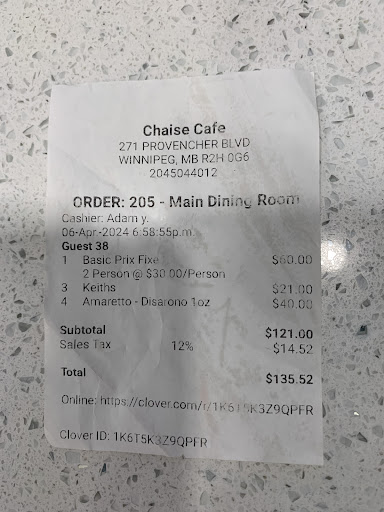 Chaise Cafe
271 PROVENCHER BLVD
WINNIPEG, MB R2H 0G6
2045044012
ORDER: 205 - Main Dining Room
Cashier: Adam y.
06-Apr.-2024 6:58:55p.m.
Guest 38
1 Basic Prix Fixe $60.00
2 Person @ $30.00/Person
3 Keiths $21.00
4 Amaretto - Disarono 1oz $40.00
Subtotal $121.00
Sales Tax 12% $14.52
Total $135.52
Online: https://clover.com/r/1K6T5K3Z9QPFR
Clover ID: 1K6T5K3Z9QPFR